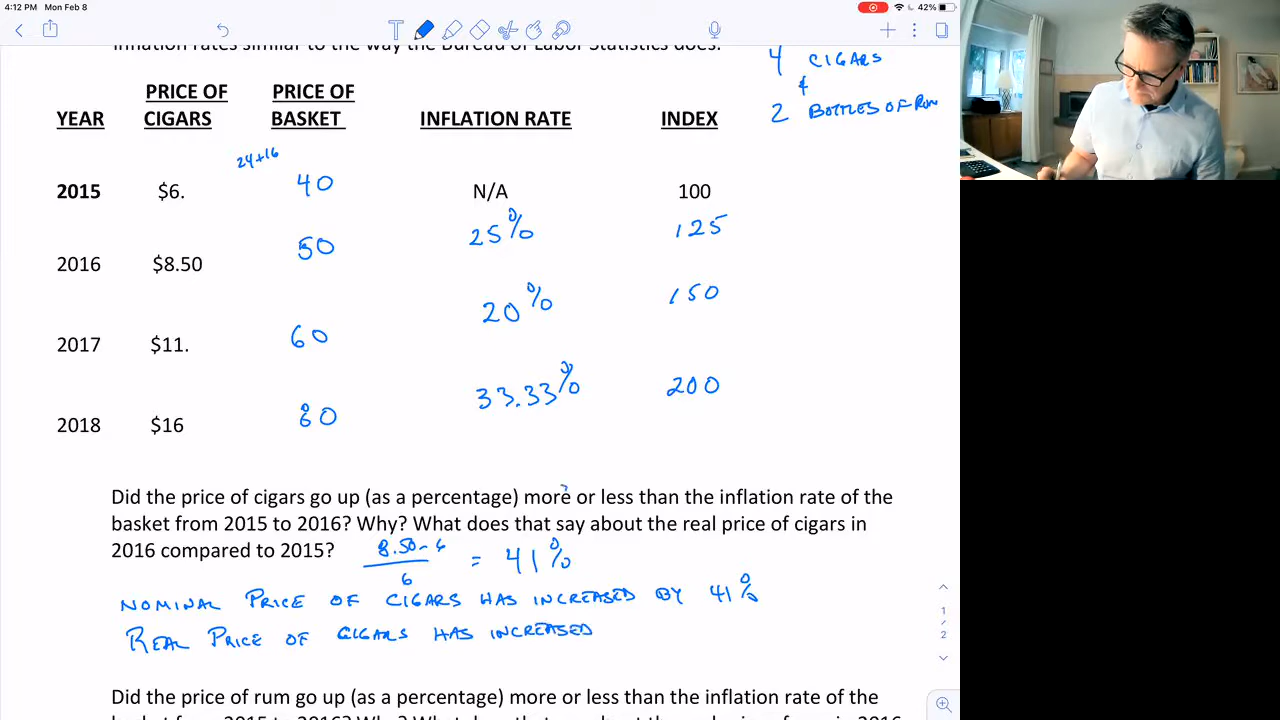 4:12 PM Mon Feb 8
42%
Inflation rates similar to the way the Bureau of Labor Statistics does.
4 CIGARS
&
2 BOTTLES OF RUM
PRICE OF PRICE OF
YEAR CIGARS BASKET INFLATION RATE INDEX
24+16
2015 $6. 40 N/A 100
2016 $8.50 50 25% 125
2017 $11. 60 20% 150
2018 $16 80 33.33% 200
Did the price of cigars go up (as a percentage) more or less than the inflation rate of the
basket from 2015 to 2016? Why? What does that say about the real price of cigars in
2016 compared to 2015?
8.50-6
6
= 41%
NOMINAL PRICE OF CIGARS HAS INCREASED BY 41%
REAL PRICE OF CIGARS HAS INCREASED
1
/
2
Did the price of rum go up (as a percentage) more or less than the inflation rate of the